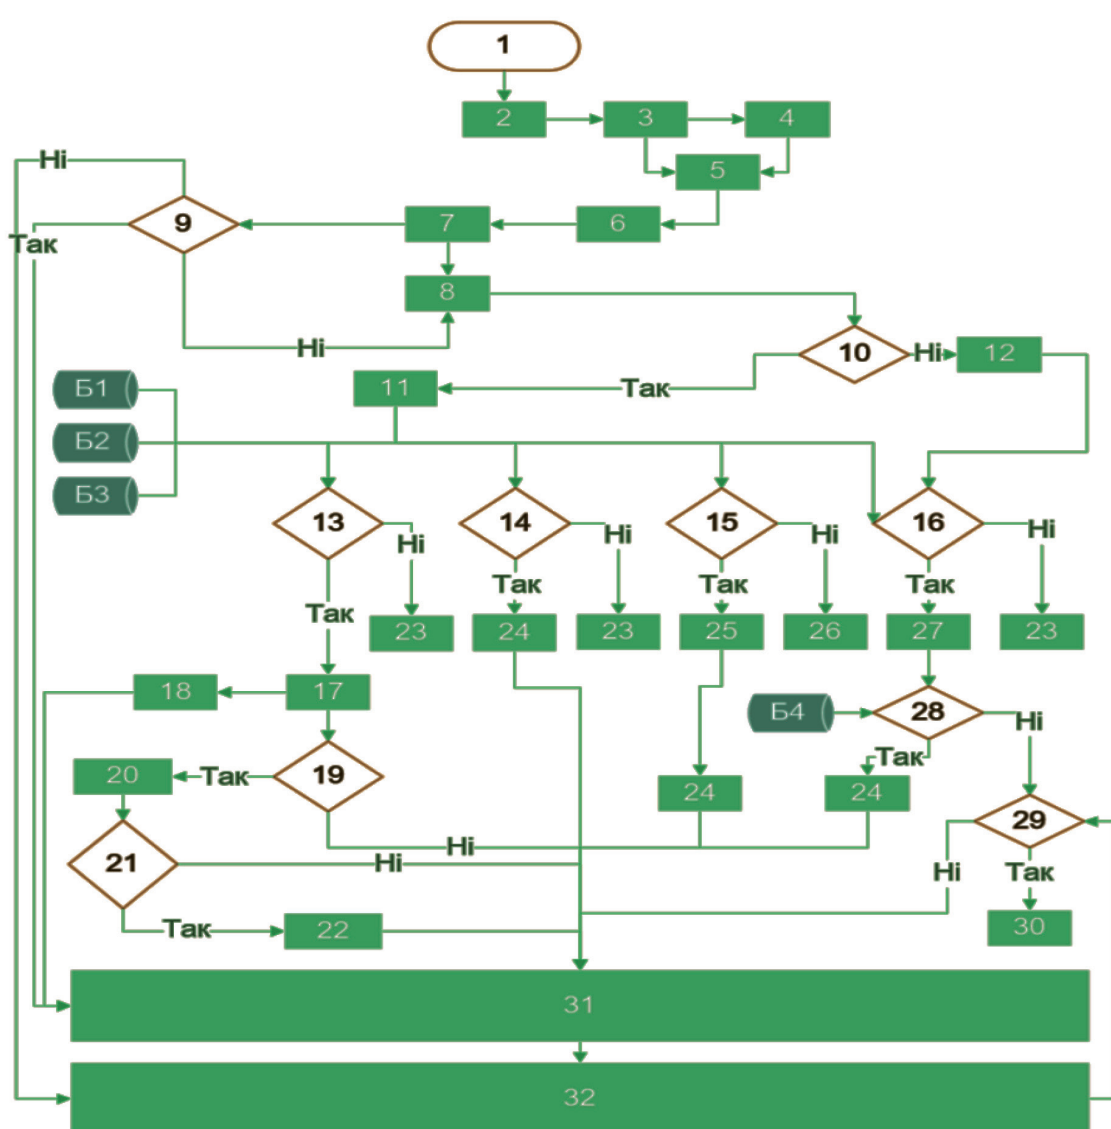 1
2 3 4
5
Ні
9 7 6
Так
8
Ні
10 Ні 12
Б1 11 Так
Б2
Б3
13 14 15 16
Ні Ні Ні Ні
Так Так Так
Так
23 24 23 25 26 27 23
18 17
Б4 28 Ні
20 Так 19 Так
24 24
29
Ні
21 Ні Ні Так
Так 22 30
31
32